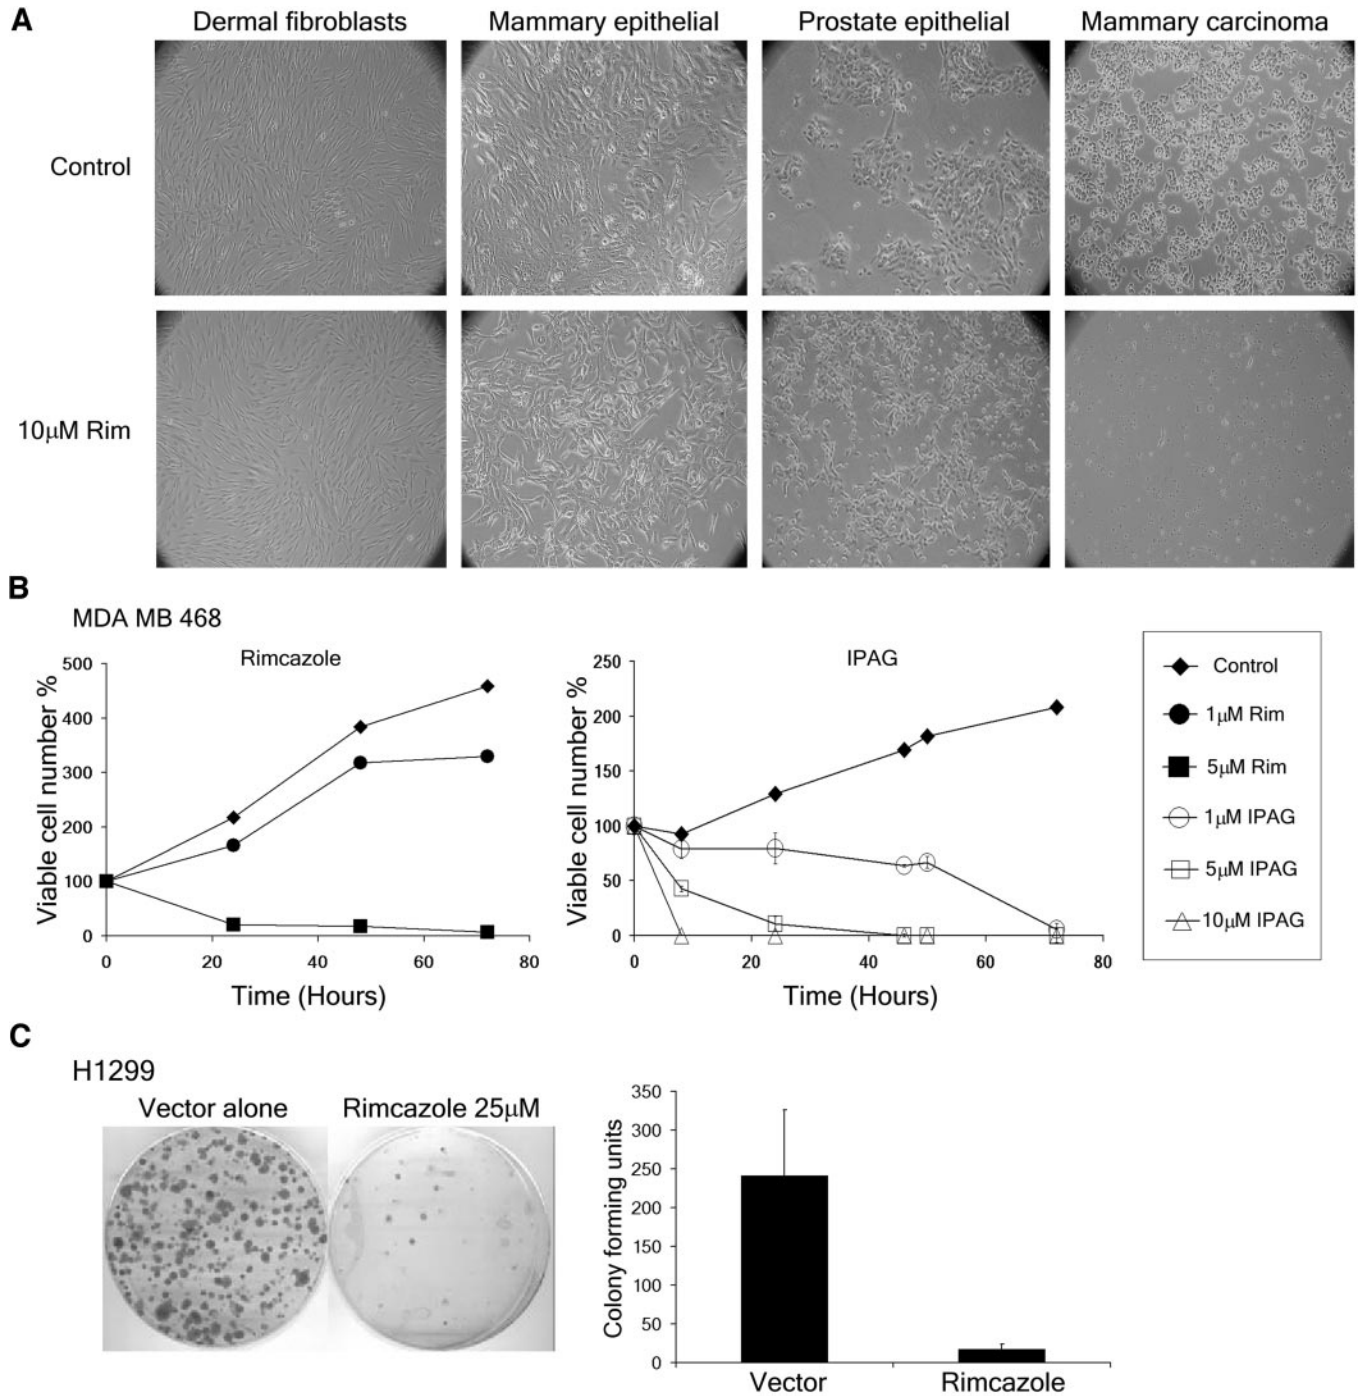 A
Dermal fibroblasts Mammary epithelial Prostate epithelial Mammary carcinoma
Control
10µM Rim
B
MDA MB 468
Rimcazole
500
400
300
200
100
0
Viable cell number %
0 20 40 60 80
Time (Hours)
IPAG
250
200
150
100
50
0
Viable cell number %
0 20 40 60 80
Time (Hours)
Control
1µM Rim
5µM Rim
1µM IPAG
5µM IPAG
10µM IPAG
C
H1299
Vector alone Rimcazole 25µM
350
300
250
200
150
100
50
0
Colony forming units
Vector Rimcazole